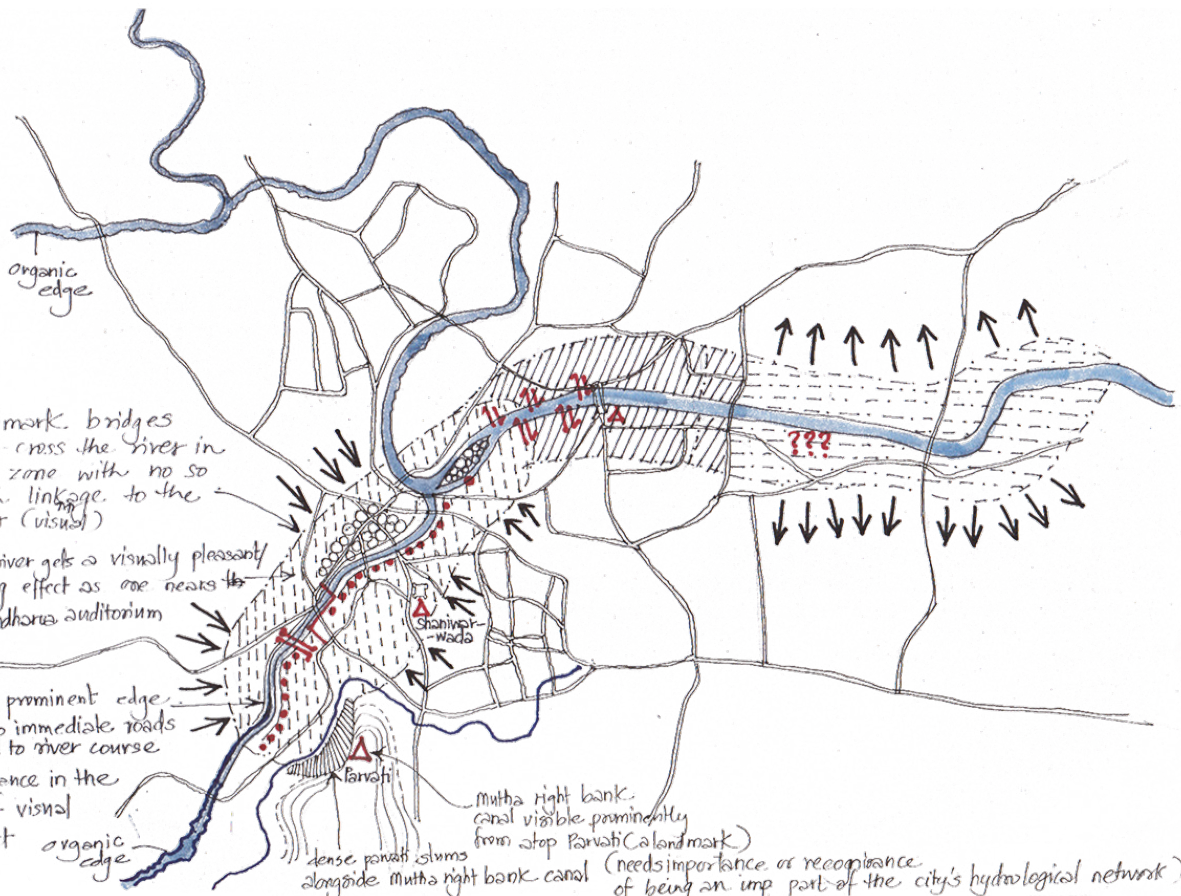 organic
edge
mark. bridges
cross the river in
zone with no so
linkage to the
(visual)
river gets a visually pleasant/
effect as one nears th
auditorium
prominent edge
immediate roads
to river course
ence in the
visual
organic
edge
Shaniwar-
-wada
???
Parvati
mutha right bank
canal visible prominently
from atop Parvati (a landmark)
dense parvati slums
alongside mutha right bank canal
(needs importance or recognisance
of being an imp part of the city's hydrological network)